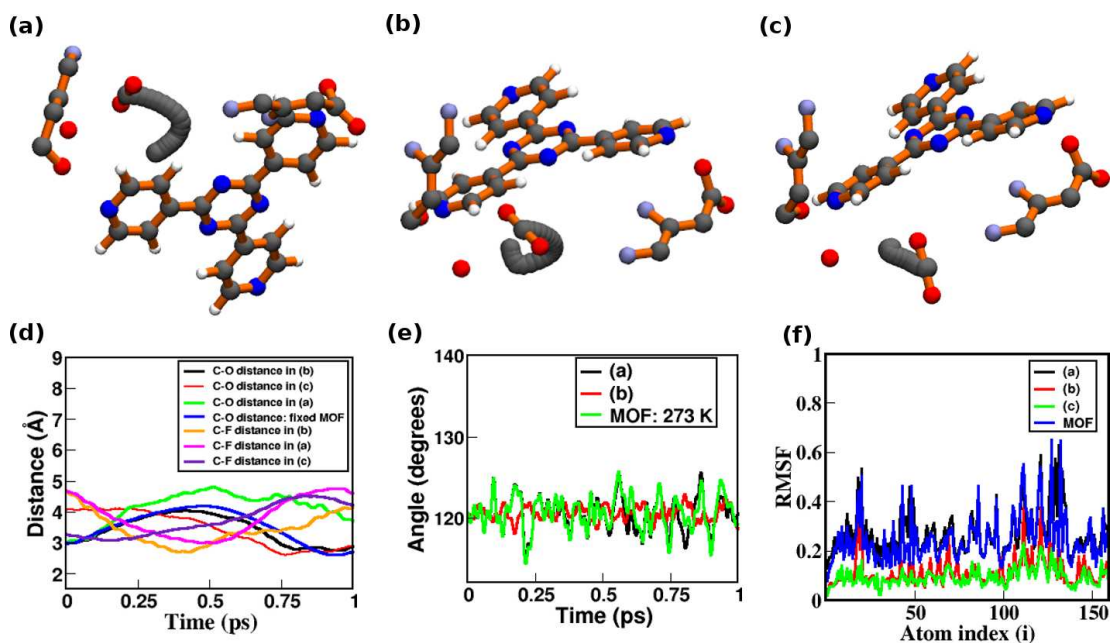 (a)
(b)
(c)
(d)
9
8
7
6
5
4
3
2
Distance (Å)
C-O distance in (b)
C-O distance in (c)
C-O distance in (a)
C-O distance: fixed MOF
C-F distance in (b)
C-F distance in (a)
C-F distance in (c)
0 0.25 0.5 0.75 1
Time (ps)
(e)
140
130
120
Angle (degrees)
(a)
(b)
MOF: 273 K
0 0.25 0.5 0.75 1
Time (ps)
(f)
1
0.8
0.6
0.4
0.2
0
RMSF
(a)
(b)
(c)
MOF
50 100 150
Atom index (i)